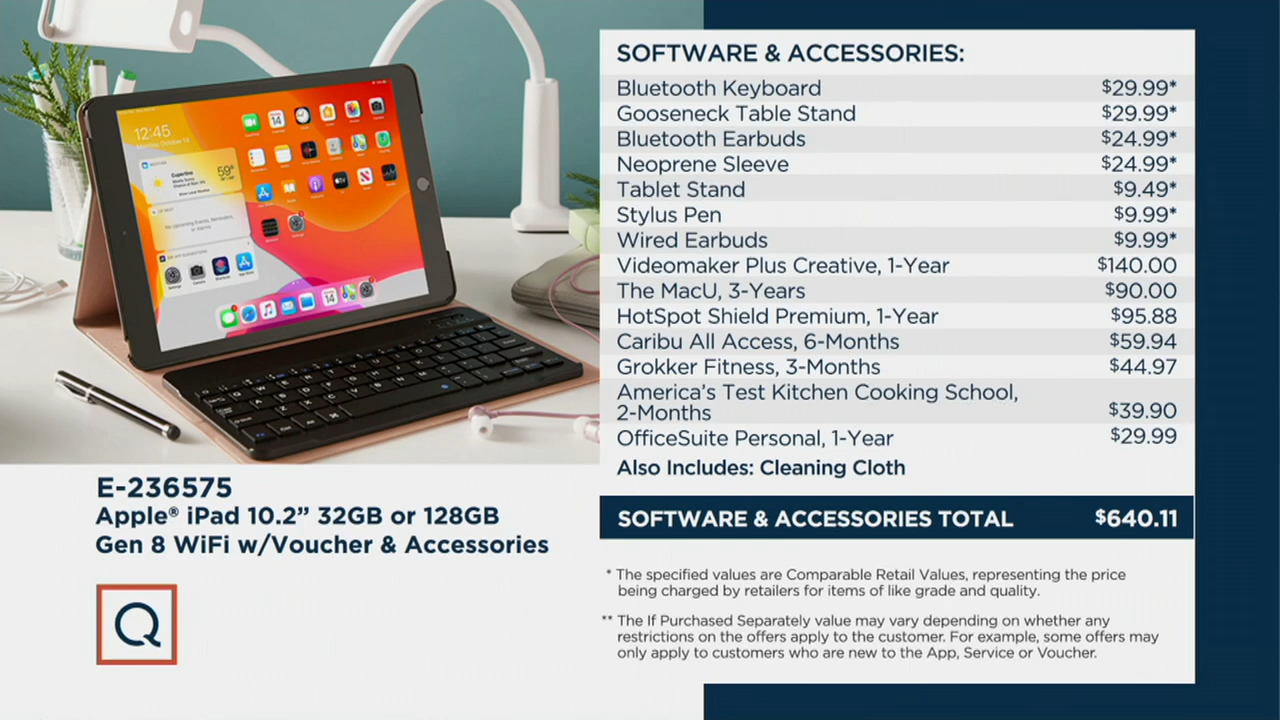 12:45
Monday, October 14
Cupertino
59°
14
14
SOFTWARE & ACCESSORIES:
Bluetooth Keyboard $29.99*
Gooseneck Table Stand $29.99*
Bluetooth Earbuds $24.99*
Neoprene Sleeve $24.99*
Tablet Stand $9.49*
Stylus Pen $9.99*
Wired Earbuds $9.99*
Videomaker Plus Creative, 1-Year $140.00
The MacU, 3-Years $90.00
HotSpot Shield Premium, 1-Year $95.88
Caribu All Access, 6-Months $59.94
Grokker Fitness, 3-Months $44.97
America's Test Kitchen Cooking School,
2-Months $39.90
OfficeSuite Personal, 1-Year $29.99
Also Includes: Cleaning Cloth
SOFTWARE & ACCESSORIES TOTAL $640.11
* The specified values are Comparable Retail Values, representing the price
being charged by retailers for items of like grade and quality.
** The If Purchased Separately value may vary depending on whether any
restrictions on the offers apply to the customer. For example, some offers may
only apply to customers who are new to the App, Service or Voucher.
E-236575
Apple® iPad 10.2” 32GB or 128GB
Gen 8 WiFi w/Voucher & Accessories
Q